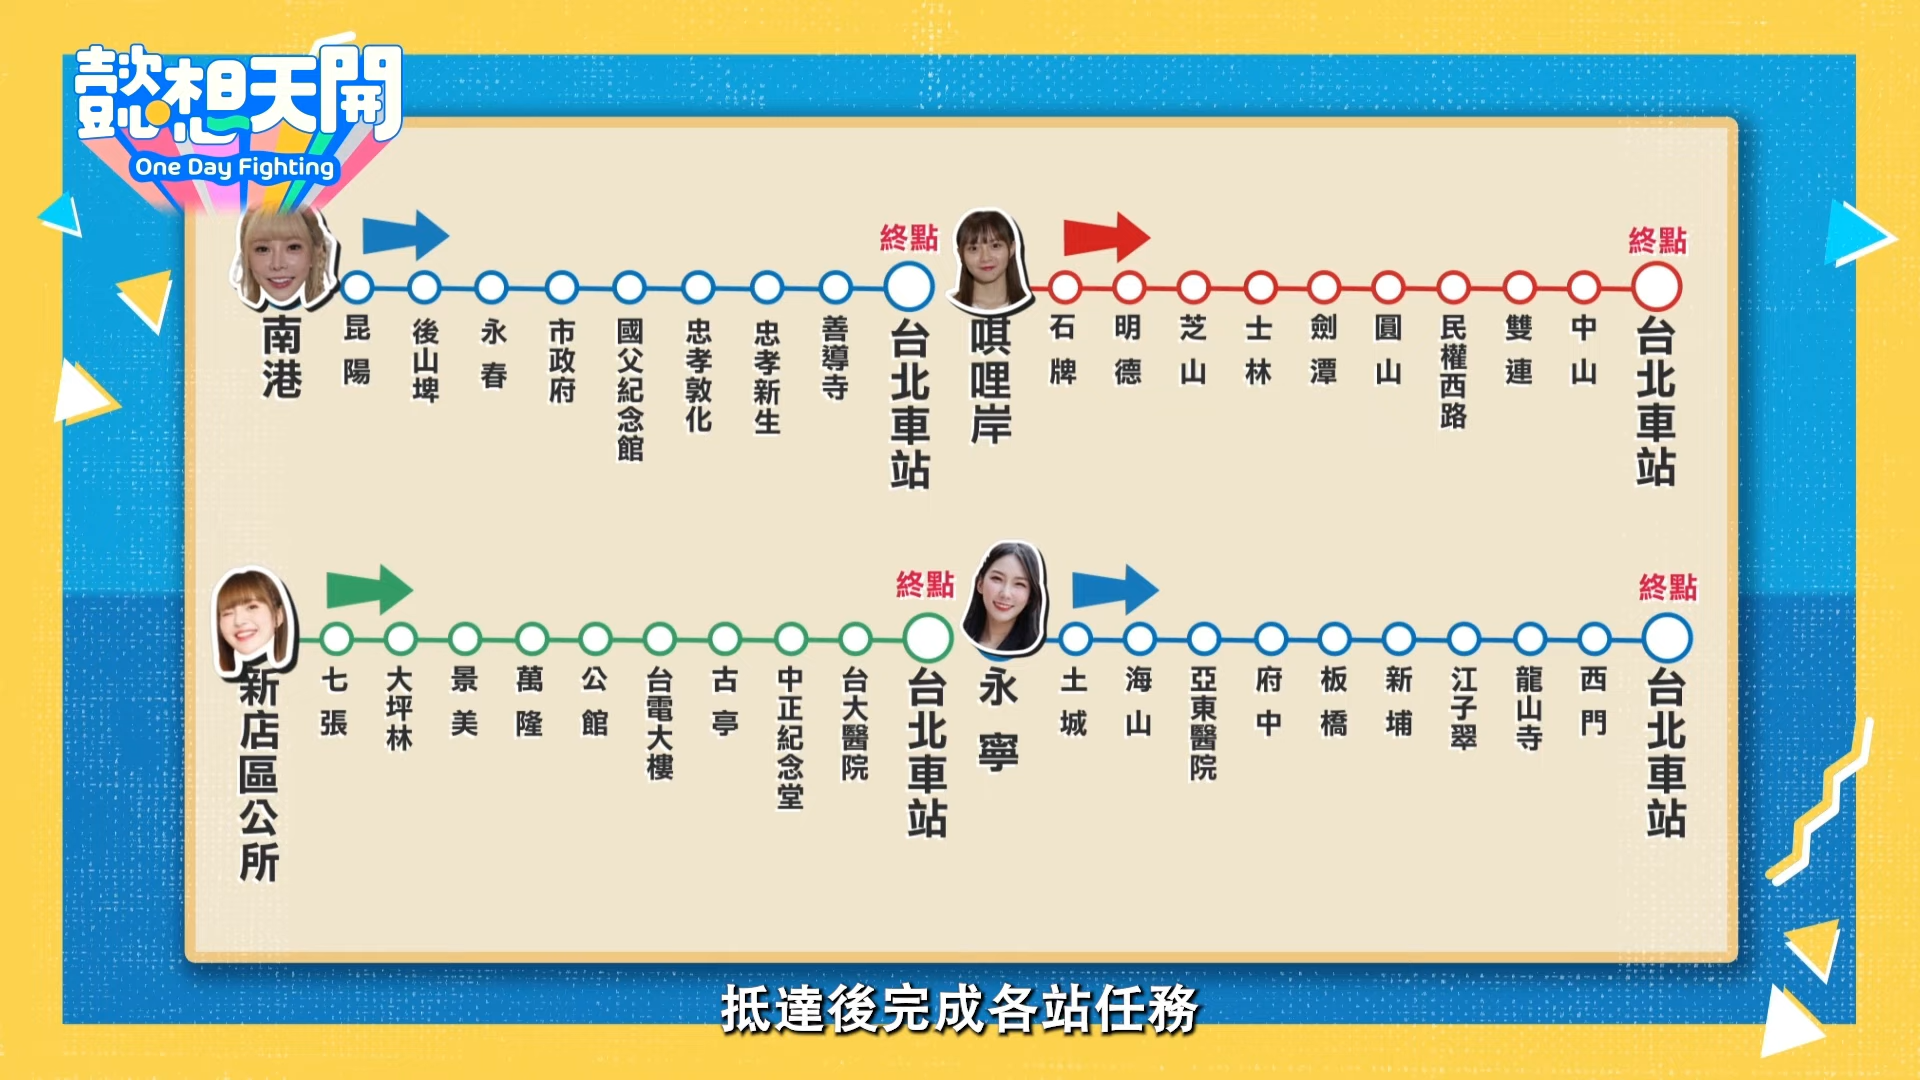 懿想天開
One Day Fighting
終點
南港
昆陽
後山埤
永春
市政府
國父紀念館
忠孝敦化
忠孝新生
善導寺
台北車站
終點
唭哩岸
石牌
明德
芝山
士林
劍潭
圓山
民權西路
雙連
中山
台北車站
終點
新店區公所
七張
大坪林
景美
萬隆
公館
台電大樓
古亭
中正紀念堂
台大醫院
台北車站
終點
永寧
土城
海山
亞東醫院
府中
板橋
新埔
江子翠
龍山寺
西門
台北車站
抵達後完成各站任務